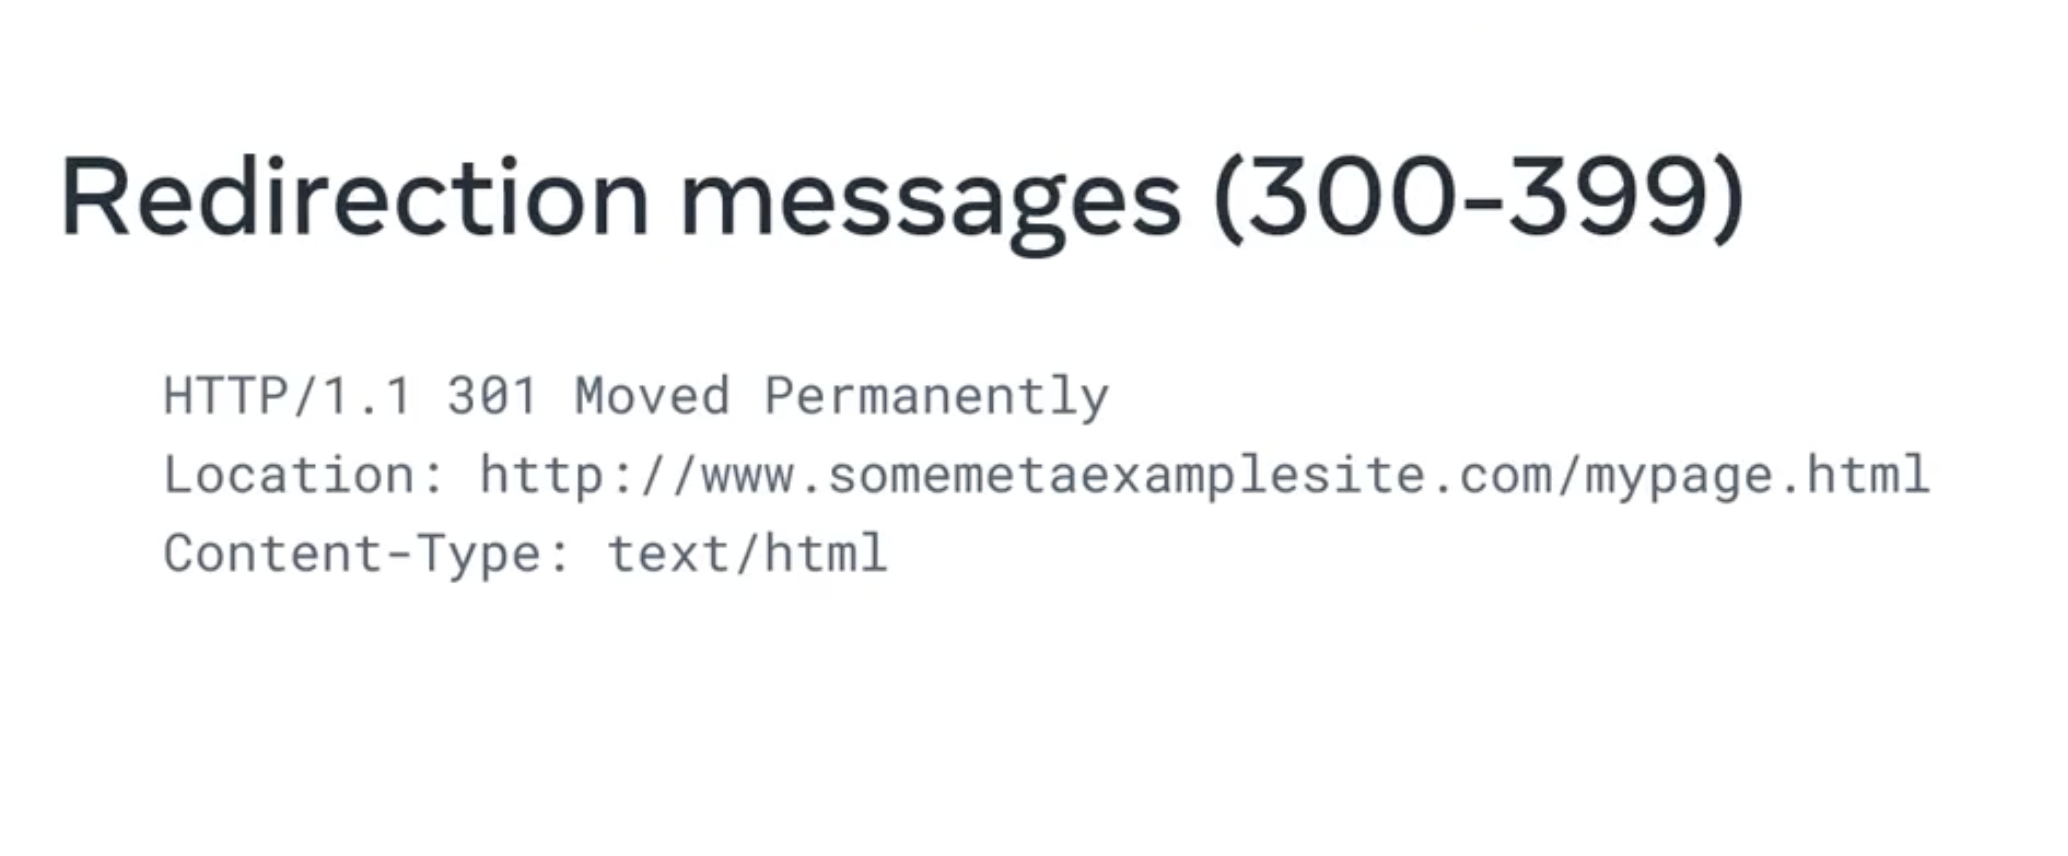 Redirection messages (300-399)
HTTP/1.1 301 Moved Permanently
Location: http://www.somemetaexamplesite.com/mypage.html
Content-Type: text/html